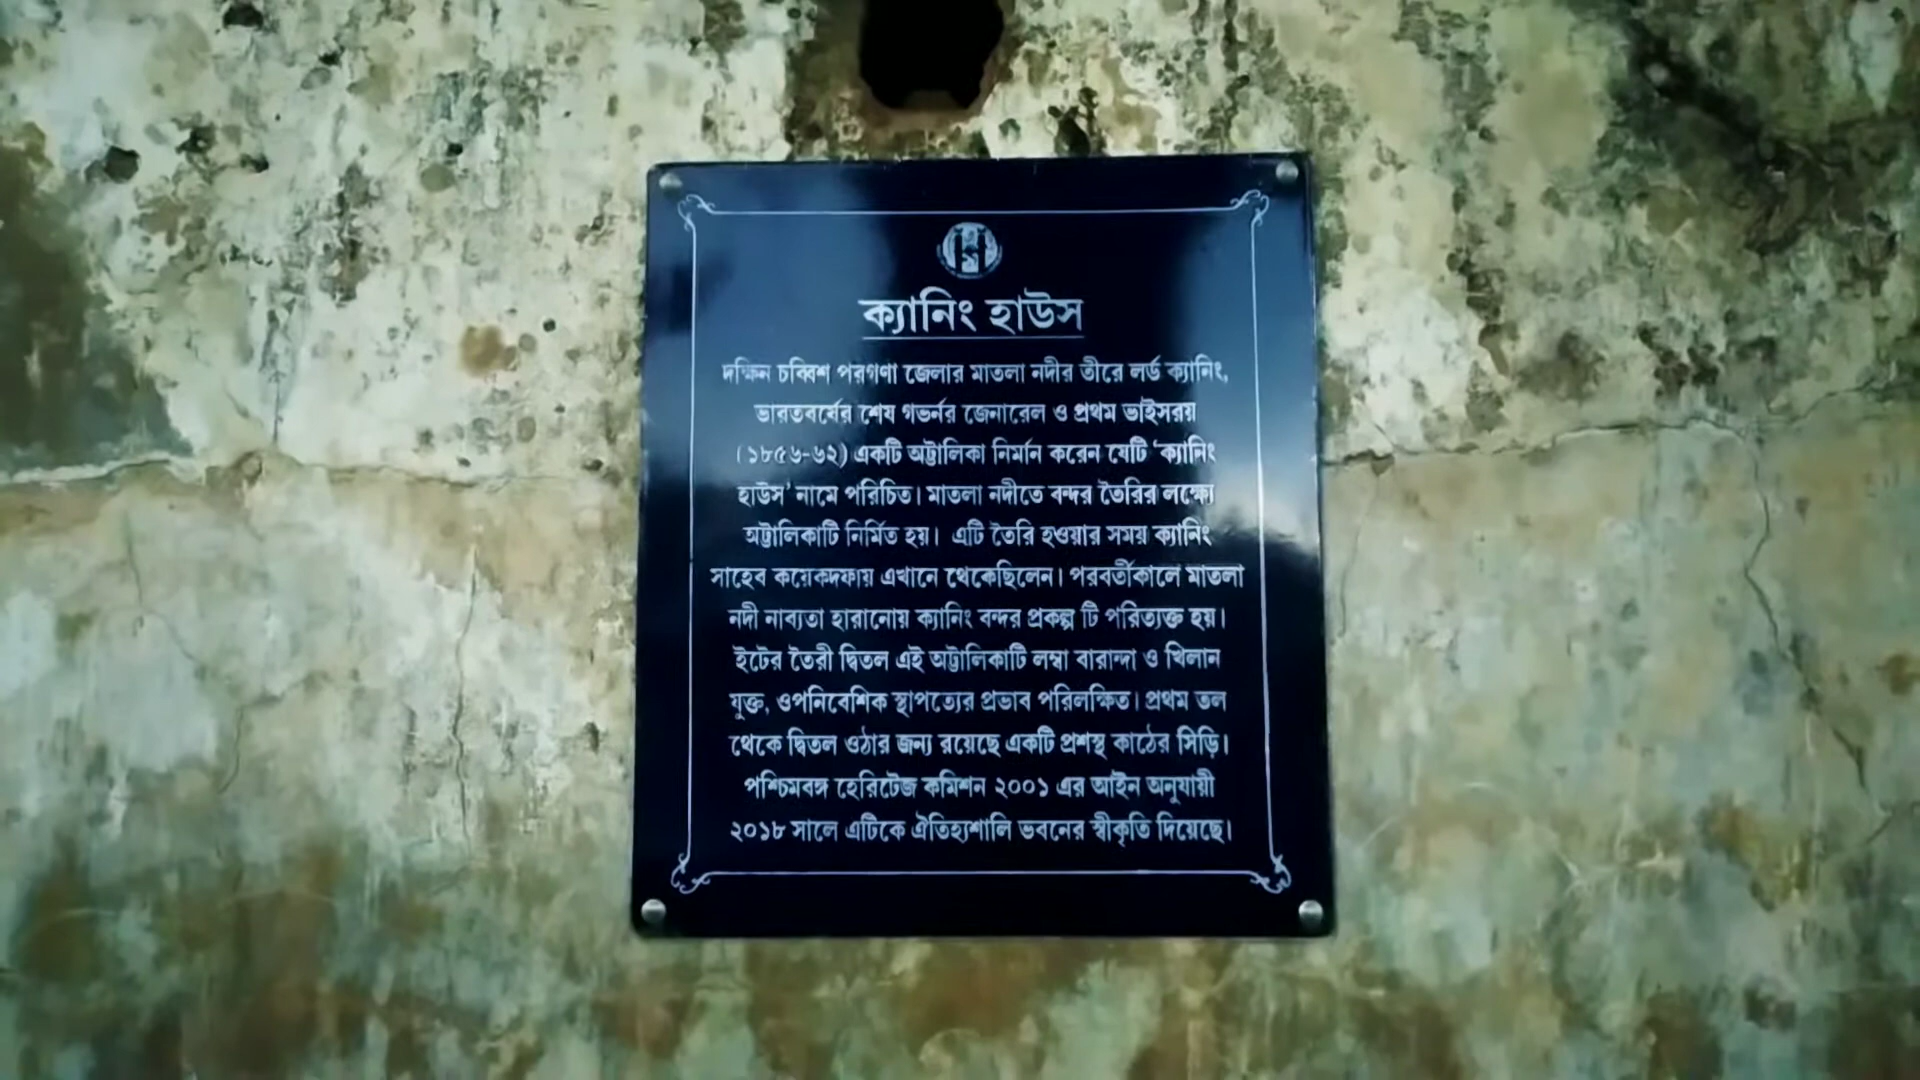 ক্যানিং হাউস
দক্ষিন চব্বিশ পরগণা জেলার মাতলা নদীর তীরে লর্ড ক্যানিং,
ভারতবর্ষের শেষ গভর্নর জেনারেল ও প্রথম ভাইসরয়
(১৮৫৬-৬২) একটি অট্টালিকা নির্মান করেন যেটি 'ক্যানিং
হাউস' নামে পরিচিত। মাতলা নদীতে বন্দর তৈরির লক্ষ্যে
অট্টালিকাটি নির্মিত হয়। এটি তৈরি হওয়ার সময় ক্যানিং
সাহেব কয়েকদফায় এখানে থেকেছিলেন। পরবর্তীকালে মাতলা
নদী নাব্যতা হারানোয় ক্যানিং বন্দর প্রকল্প টি পরিত্যক্ত হয়।
ইটের তৈরী দ্বিতল এই অট্টালিকাটি লম্বা বারান্দা ও খিলান
যুক্ত, ওপনিবেশিক স্থাপত্যের প্রভাব পরিলক্ষিত। প্রথম তল
থেকে দ্বিতল ওঠার জন্য রয়েছে একটি প্রশস্থ কাঠের সিড়ি।
পশ্চিমবঙ্গ হেরিটেজ কমিশন ২০০১ এর আইন অনুযায়ী
২০১৮ সালে এটিকে ঐতিহ্যশালি ভবনের স্বীকৃতি দিয়েছে।